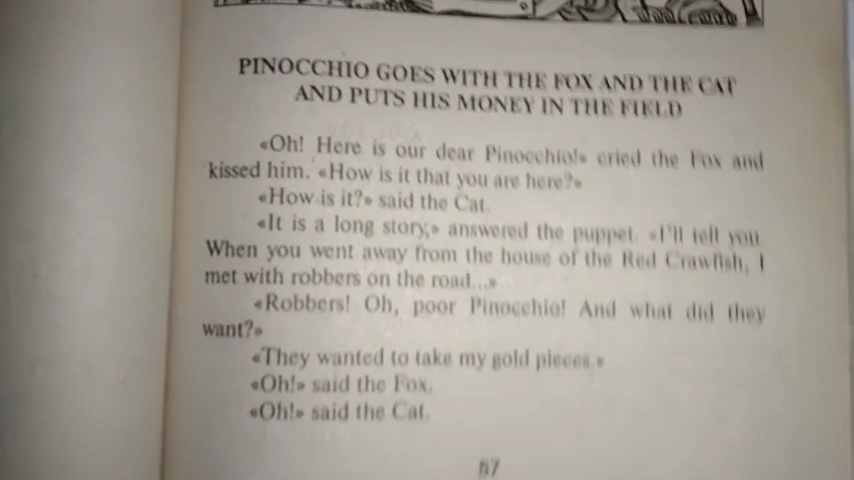 PINOCCHIO GOES WITH THE FOX AND THE CAT
AND PUTS HIS MONEY IN THE FIELD
«Oh! Here is our dear Pinocchio!» cried the Fox and
kissed him. «How is it that you are here?»
«How is it?» said the Cat.
«It is a long story,» answered the puppet. «I'll tell you.
When you went away from the house of the Red Crawfish, I
met with robbers on the road...»
«Robbers! Oh, poor Pinocchio! And what did they
want?»
«They wanted to take my gold pieces.»
«Oh!» said the Fox.
«Oh!» said the Cat.
67